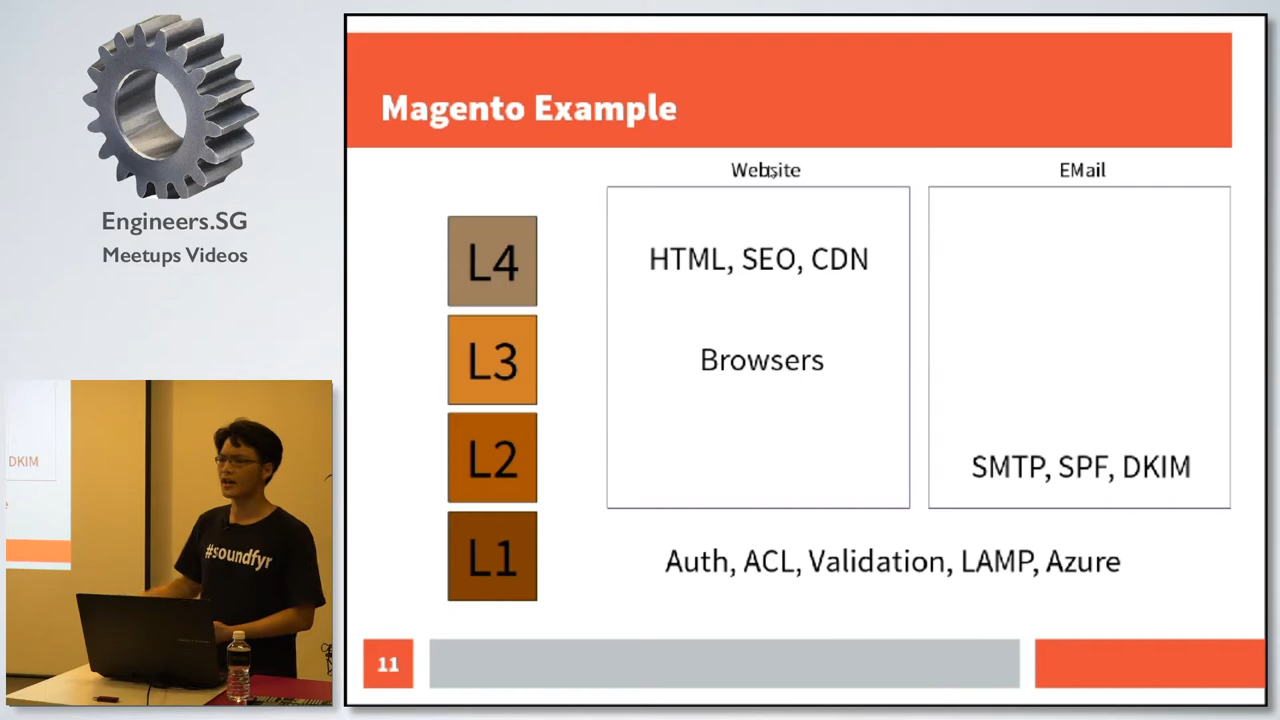 Engineers.SG
Meetups Videos
Magento Example
Website
EMail
L4
HTML, SEO, CDN
L3
Browsers
L2
SMTP, SPF, DKIM
L1
Auth, ACL, Validation, LAMP, Azure
11
DKIM
#soundfyr